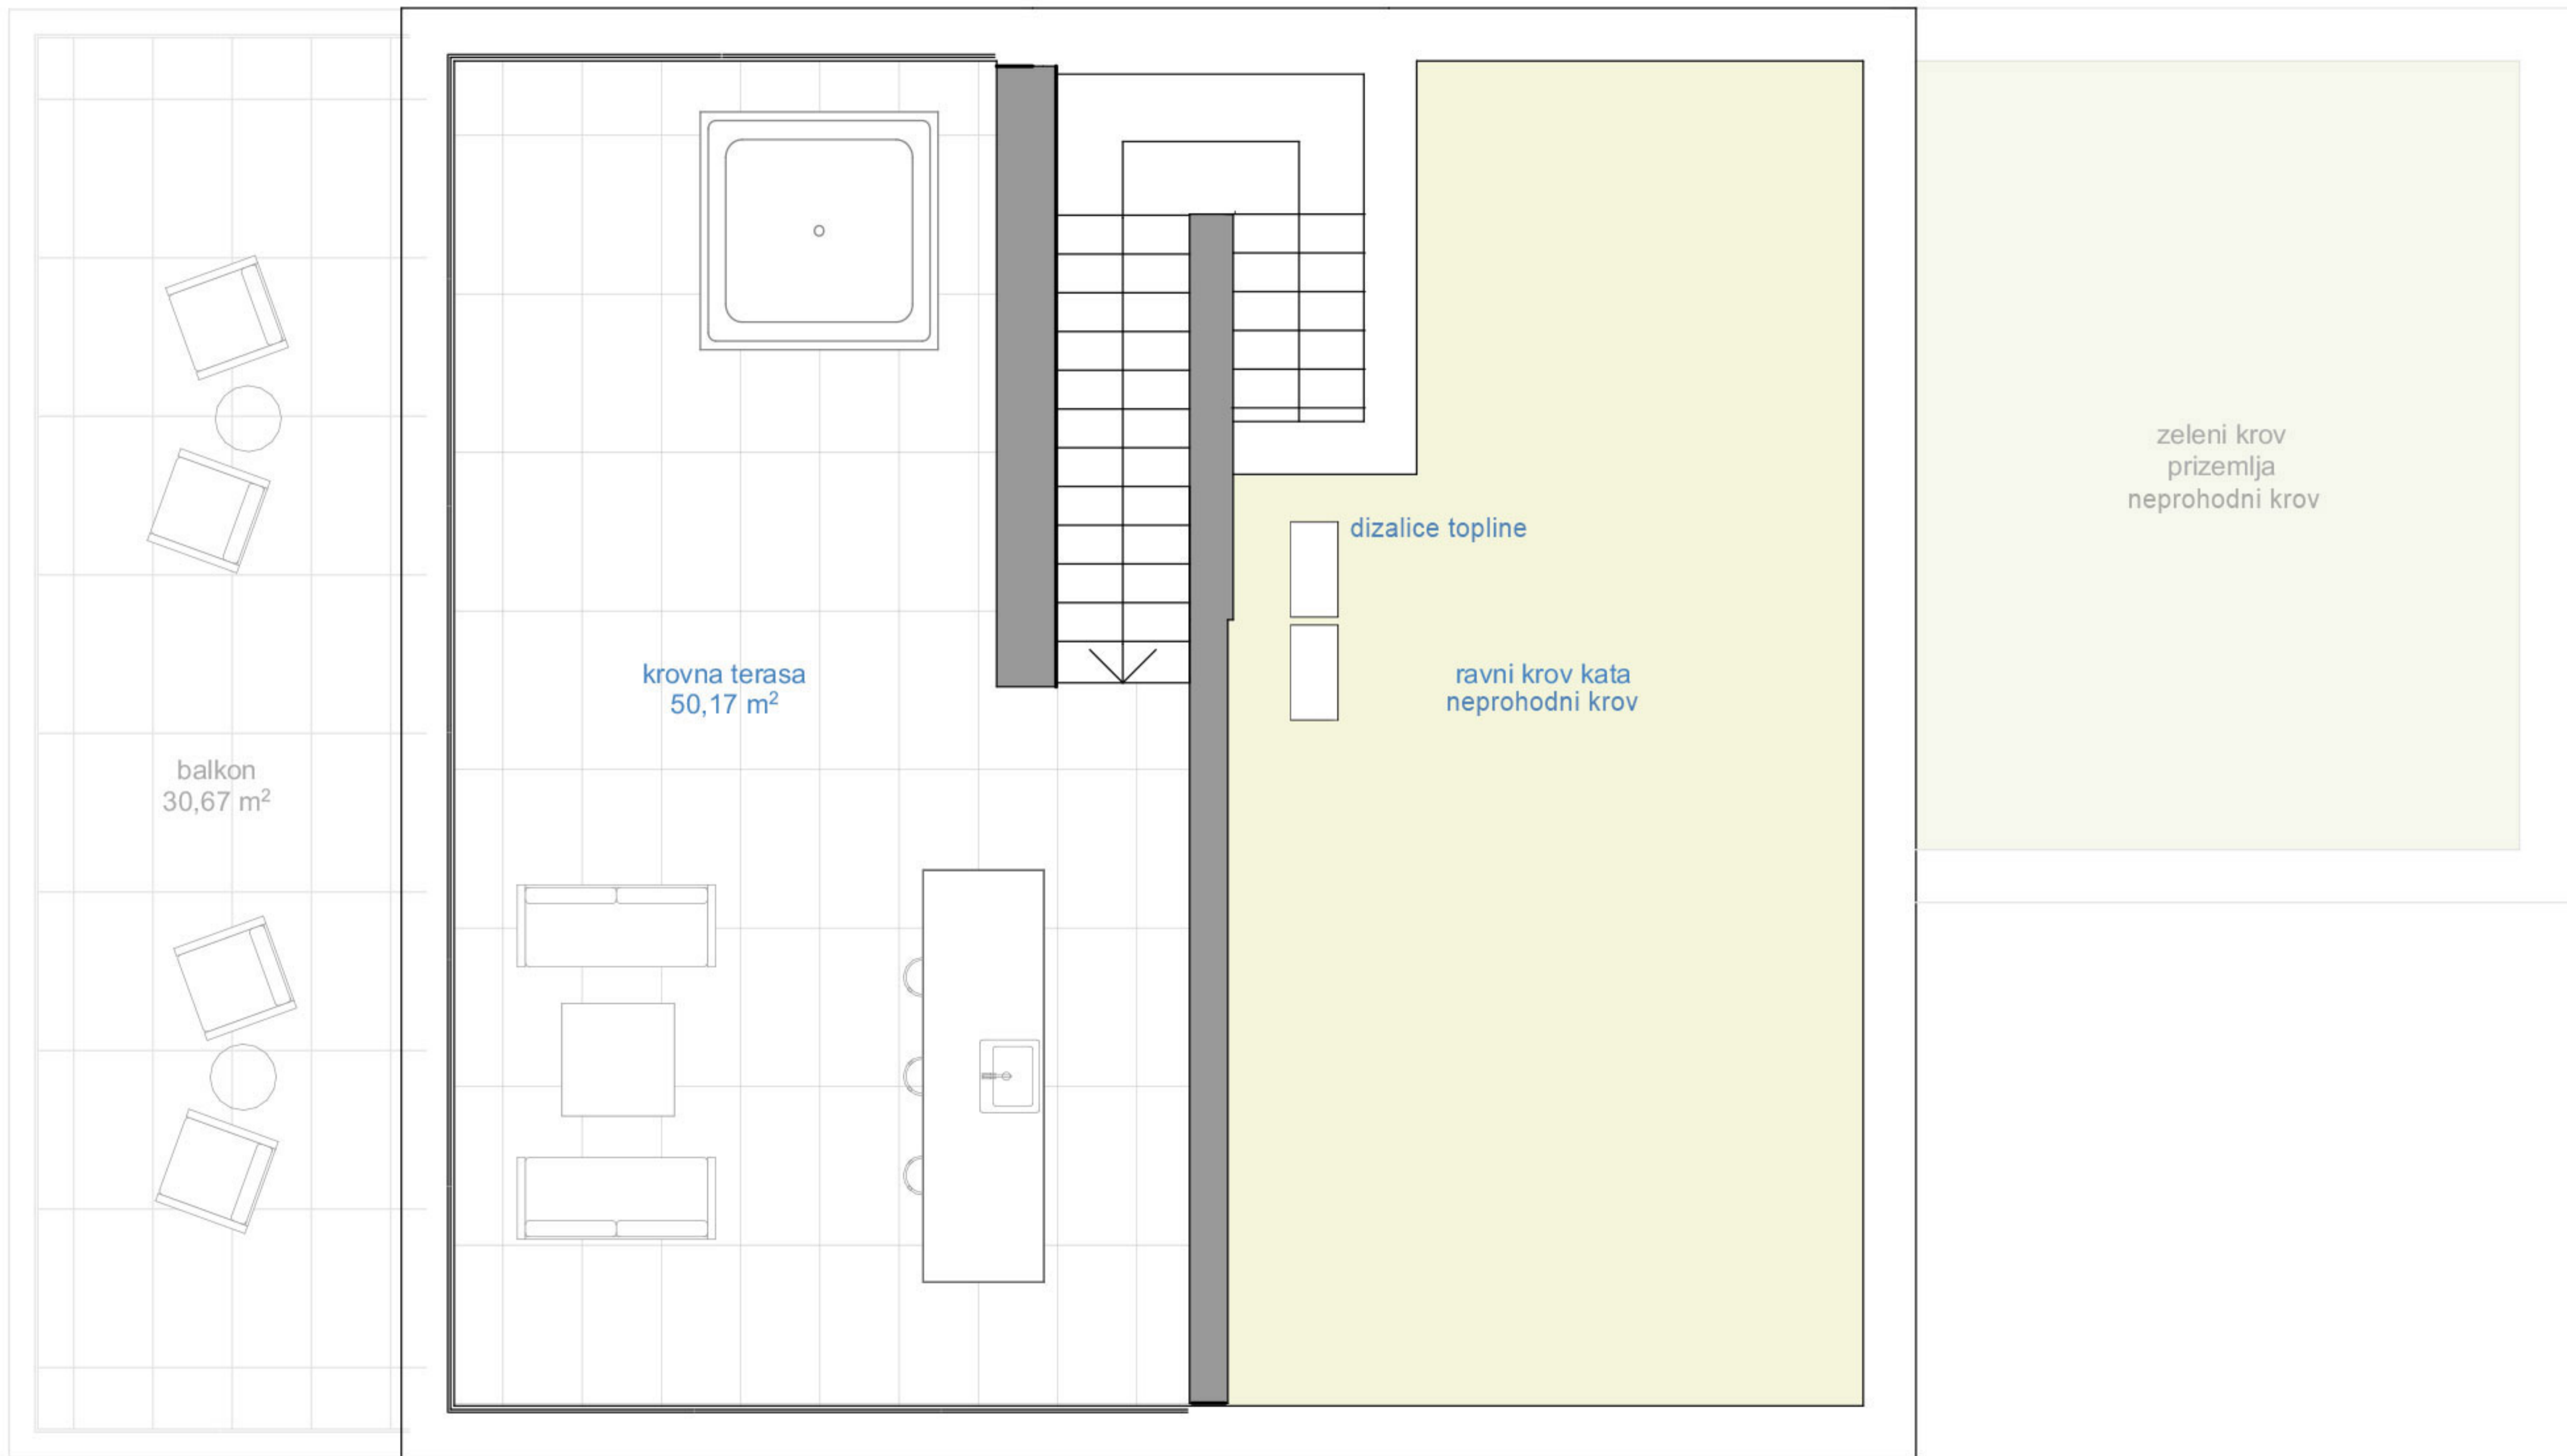 zeleni krov
prizemlja
neprohodni krov
dizalice topline
krovna terasa
50,17 m²
ravni krov kata
neprohodni krov
balkon
30,67 m²